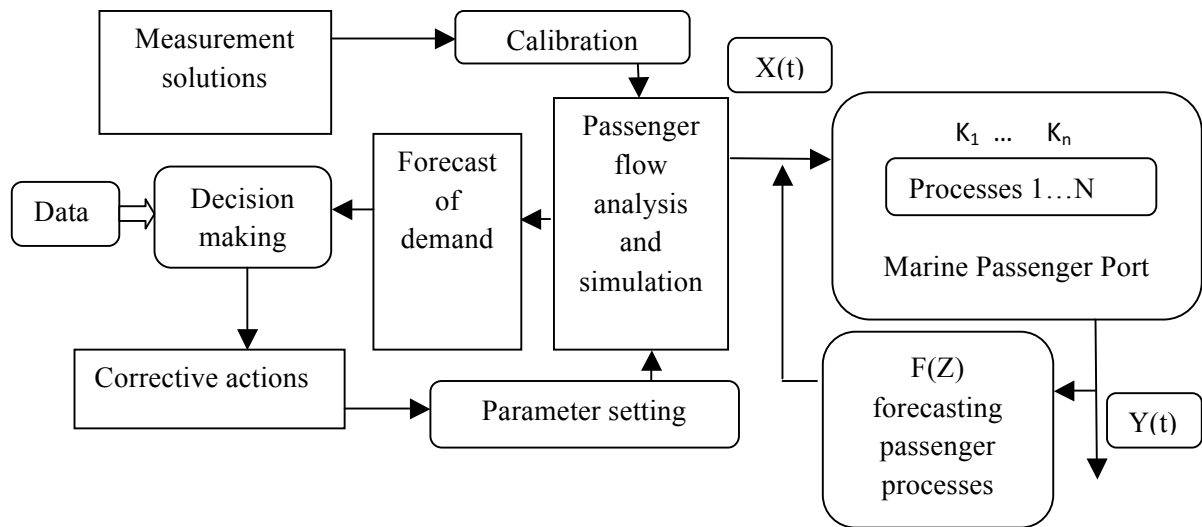 Measurement
solutions
Calibration
X(t)
K₁ ... Kₙ
Processes 1…N
Marine Passenger Port
Passenger
flow
analysis
and
simulation
Forecast
of
demand
Decision
making
Data
Corrective actions
Parameter setting
F(Z)
forecasting
passenger
processes
Y(t)